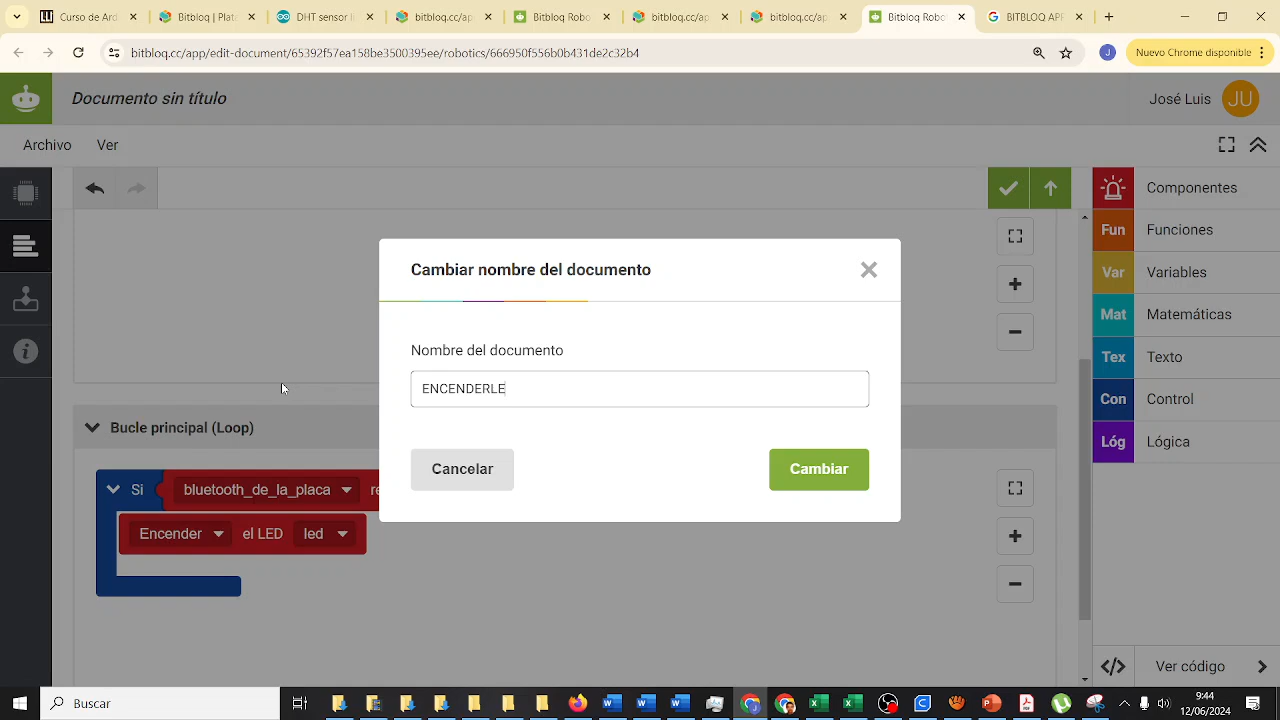 Curso de Ar
Bitbloq | Plat
DHT sensor l
bitbloq.cc/ap
Bitbloq Robo
bitbloq.cc/ap
bitbloq.cc/ap
Bitbloq Robo
BITBLOQ APP
bitbloq.cc/app/edit-document/65392f57ea158be3500395ee/robotics/666950f556b0b431de2c32b4
J
Nuevo Chrome disponible
Documento sin título
José Luis
JU
Archivo
Ver
Componentes
Fun
Funciones
Var
Variables
Mat
Matemáticas
Tex
Texto
Con
Control
Lóg
Lógica
Cambiar nombre del documento
Nombre del documento
ENCENDERLE
Cancelar
Cambiar
Bucle principal (Loop)
Si
bluetooth_de_la_placa
re
Encender
el LED
led
Ver código
Buscar
9:44
12/06/2024